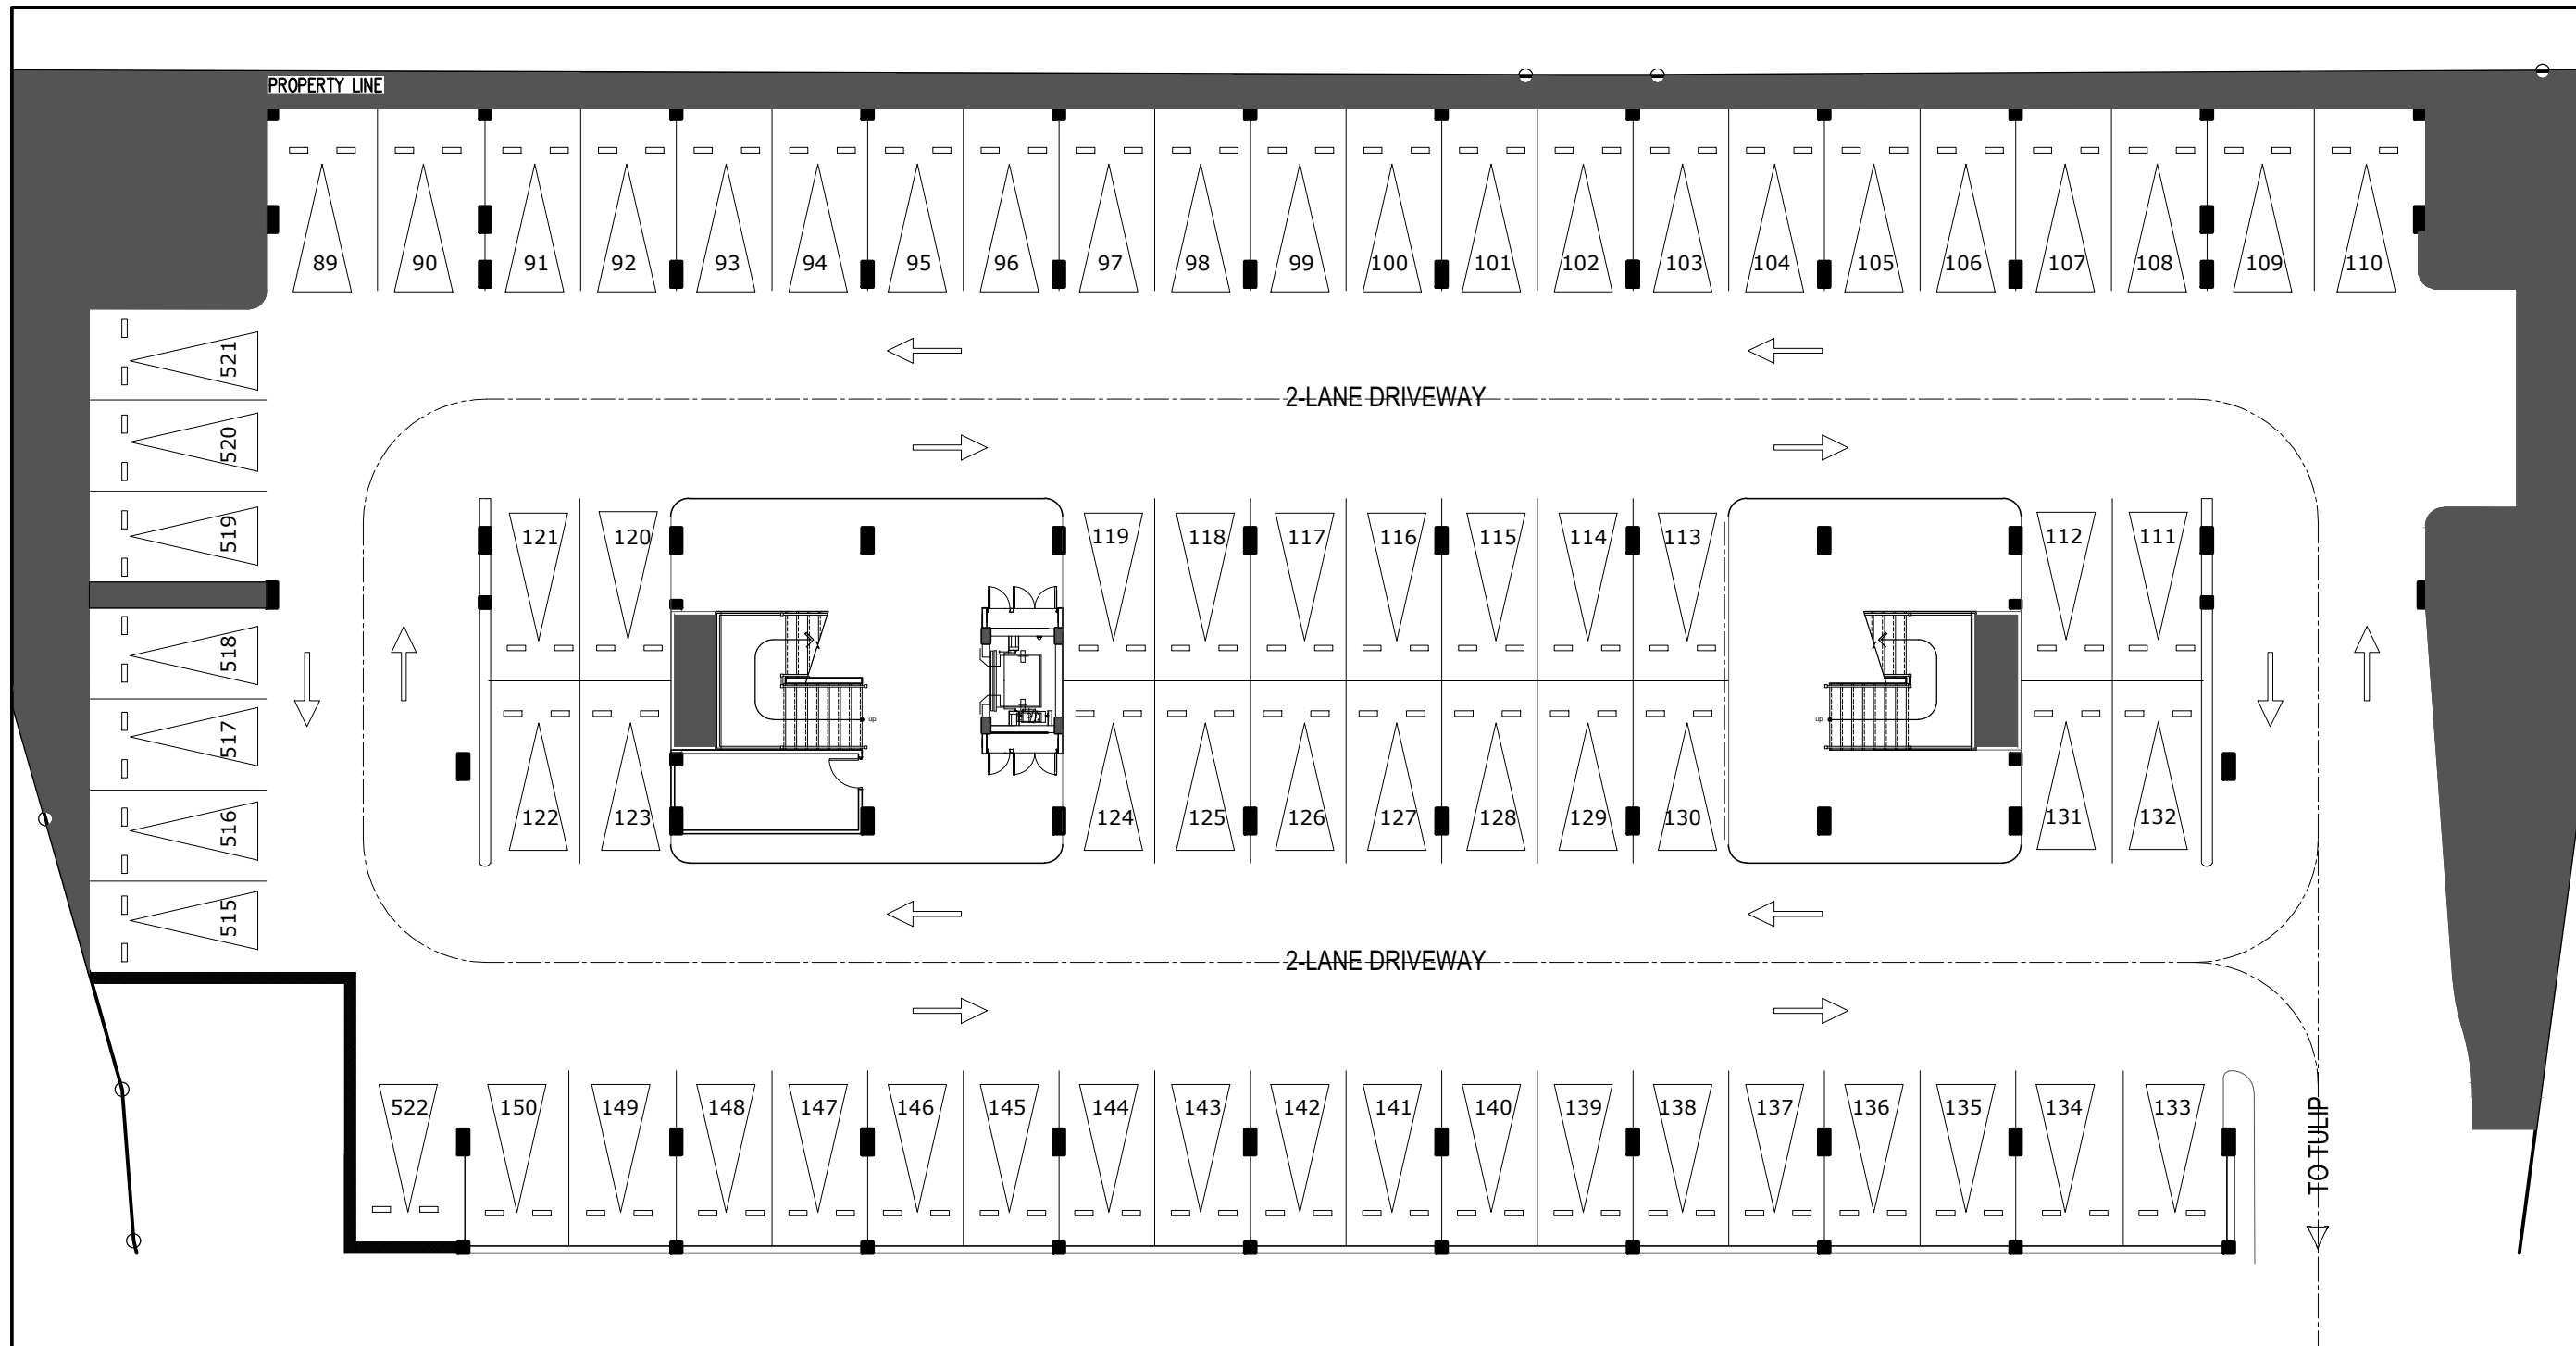 PROPERTY LINE
89 90 91 92 93 94 95 96 97 98 99 100 101 102 103 104 105 106 107 108 109 110
521
2-LANE DRIVEWAY
520
519
121 120 119 118 117 116 115 114 113 112 111
518
up
up
517
516
122 123 124 125 126 127 128 129 130 131 132
515
2-LANE DRIVEWAY
522 150 149 148 147 146 145 144 143 142 141 140 139 138 137 136 135 134 133
TO TULIP